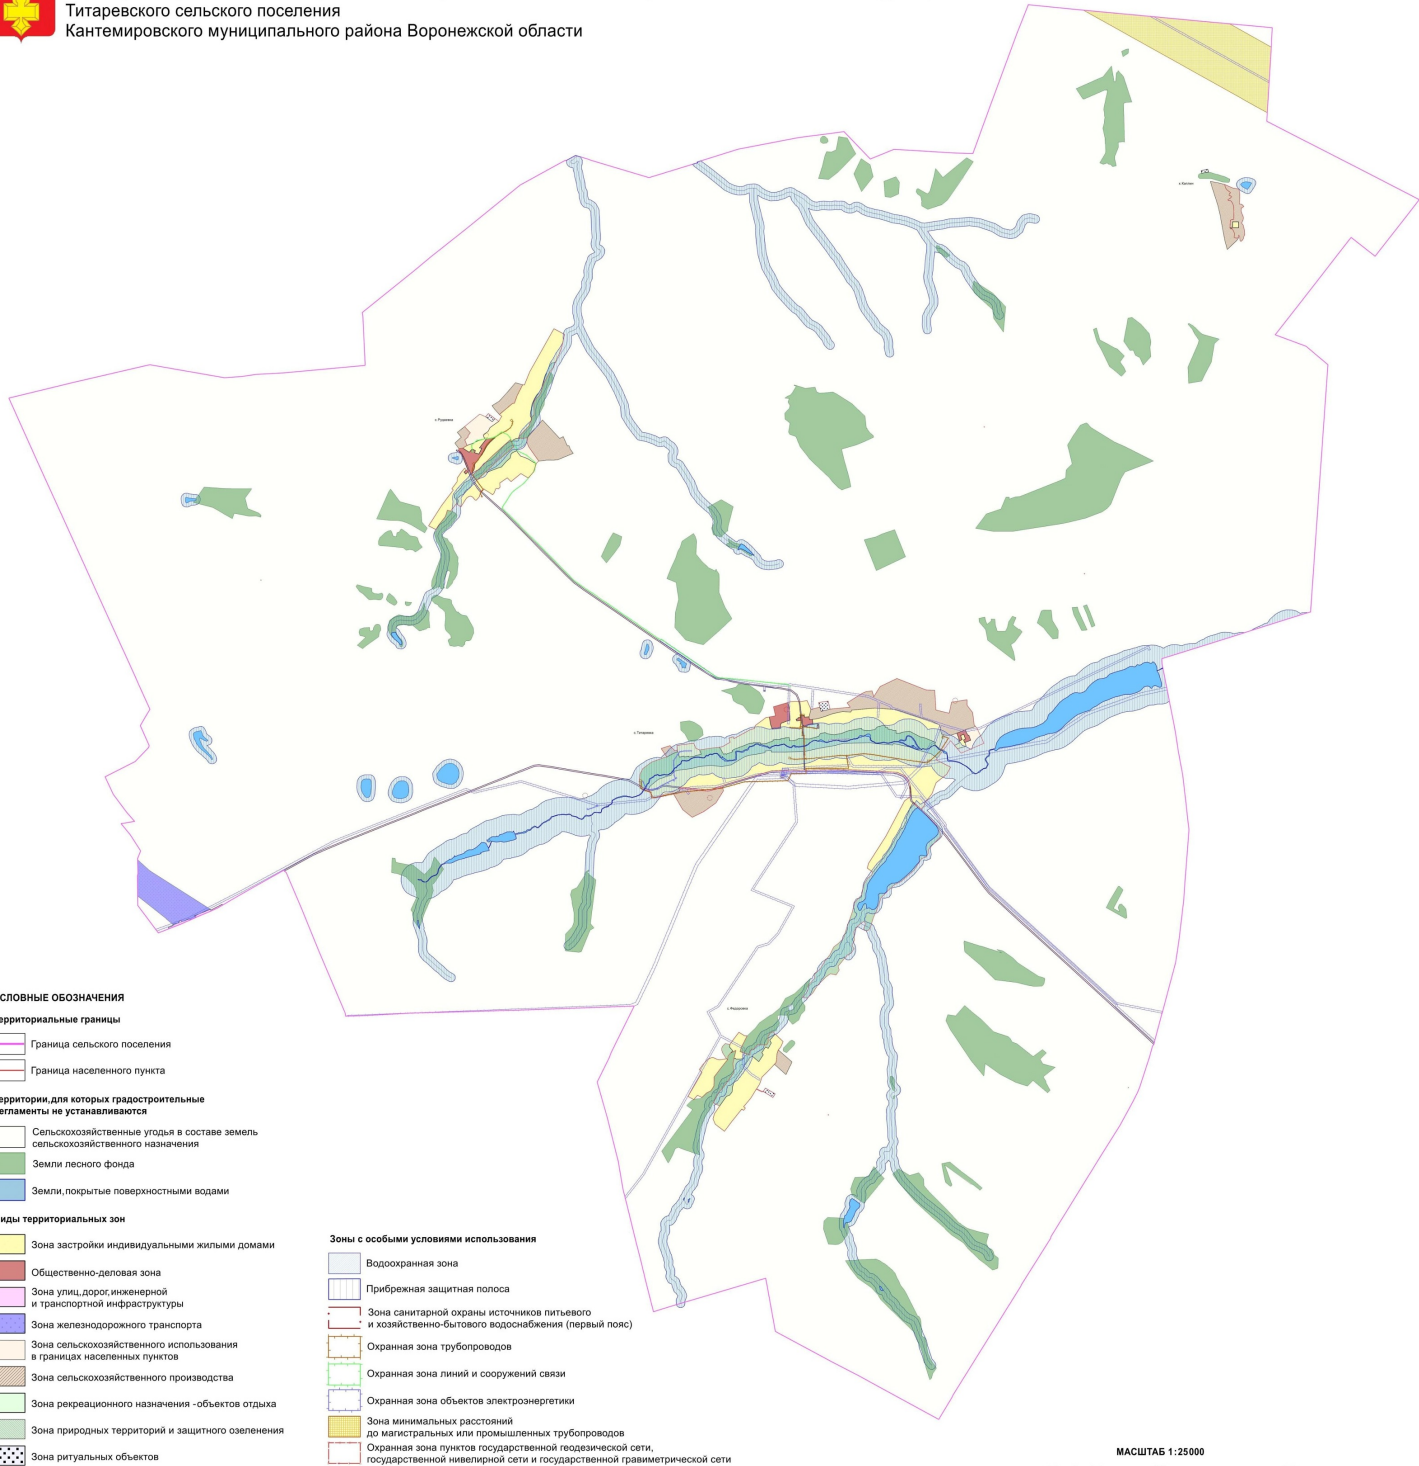 Титаревского сельского поселения
Кантемировского муниципального района Воронежской области
х.Касьян
с.Рудаевка
с.Титаревка
с.Федоровка
СЛОВНЫЕ ОБОЗНАЧЕНИЯ
ерриториальные границы
Граница сельского поселения
Граница населенного пункта
ерритории,для которых градостроительные
егламенты не устанавливаются
Сельскохозяйственные угодья в составе земель
сельскохозяйственного назначения
Земли лесного фонда
Земли,покрытые поверхностными водами
иды территориальных зон
Зона застройки индивидуальными жилыми домами
Общественно-деловая зона
Зона улиц,дорог,инженерной
и транспортной инфраструктуры
Зона железнодорожного транспорта
Зона сельскохозяйственного использования
в границах населенных пунктов
Зона сельскохозяйственного производства
Зона рекреационного назначения -объектов отдыха
Зона природных территорий и защитного озеленения
Зона ритуальных объектов
Зоны с особыми условиями использования
Водоохранная зона
Прибрежная защитная полоса
Зона санитарной охраны источников питьевого
и хозяйственно-бытового водоснабжения (первый пояс)
Охранная зона трубопроводов
Охранная зона линий и сооружений связи
Охранная зона объектов электроэнергетики
Зона минимальных расстояний
до магистральных или промышленных трубопроводов
Охранная зона пунктов государственной геодезической сети,
государственной нивелирной сети и государственной гравиметрической сети
МАСШТАБ 1:25000